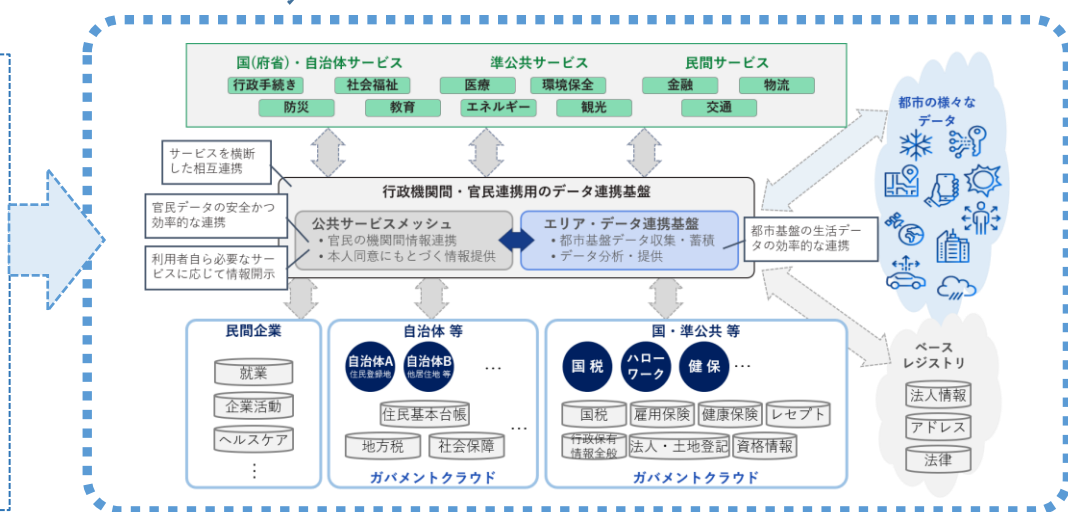 国(府省)・自治体サービス
準公共サービス
民間サービス
行政手続き
社会福祉
医療
環境保全
金融
物流
防災
教育
エネルギー
観光
交通
都市の様々な
データ
サービスを横断
した相互連携
行政機関間・官民連携用のデータ連携基盤
官民データの安全かつ
効率的な連携
公共サービスメッシュ
• 官民の機関間情報連携
• 本人同意にもとづく情報提供
エリア・データ連携基盤
• 都市基盤データ収集・蓄積
• データ分析・提供
都市基盤の生活デー
タの効率的な連携
利用者自ら必要なサー
ビスに応じて情報開示
民間企業
就業
企業活動
ヘルスケア
⋮
自治体 等
自治体A
住民登録地
自治体B
他居住地 等
…
住民基本台帳
…
地方税
社会保障
ガバメントクラウド
国・準公共 等
国税
ハロー
ワーク
健保
…
国税
雇用保険
健康保険
レセプト
行政保有
情報全般
法人・土地登記
資格情報
ガバメントクラウド
ベース
レジストリ
法人情報
アドレス
法律